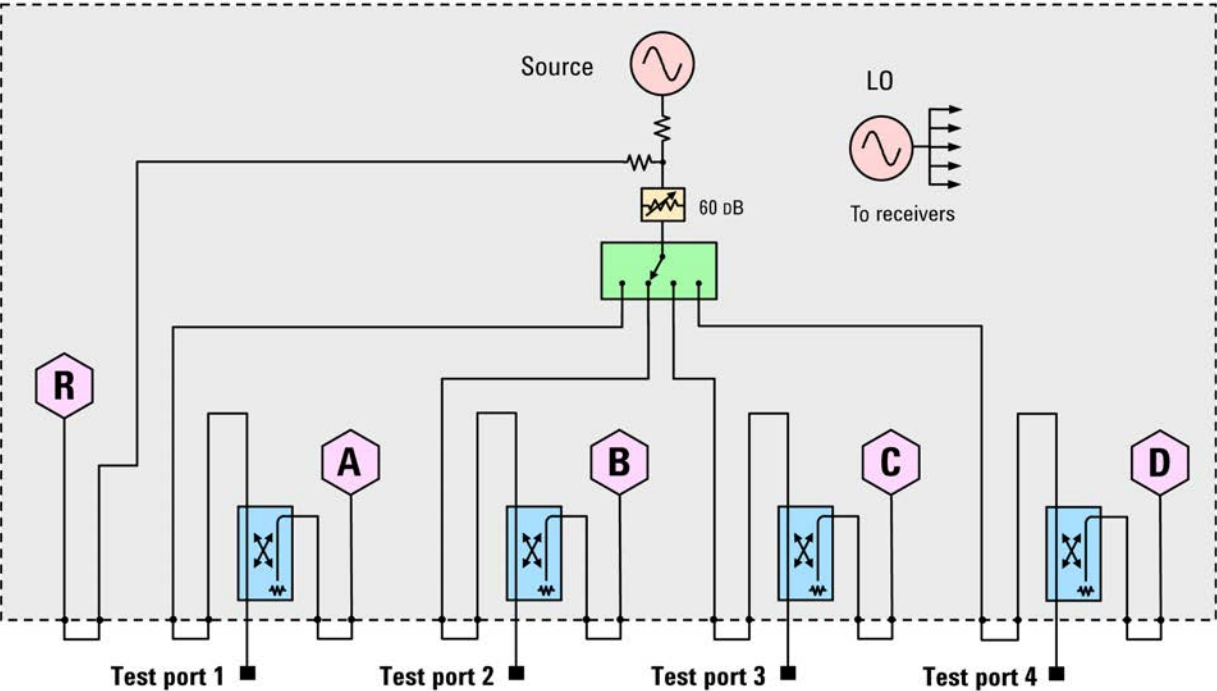 Source
LO
60 DB
To receivers
R
A
B
C
D
Test port 1
Test port 2
Test port 3
Test port 4